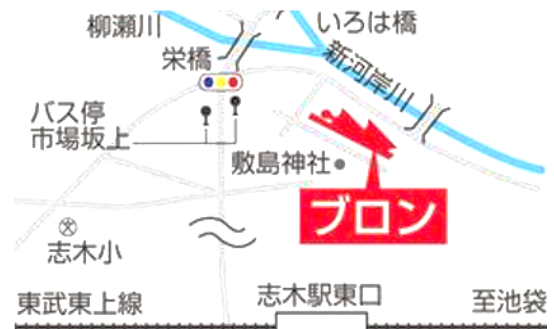 柳瀬川
いろは橋
栄橋
新河岸川
バス停
市場坂上
敷島神社
ブロン
文
志木小
東武東上線
志木駅東口
至池袋